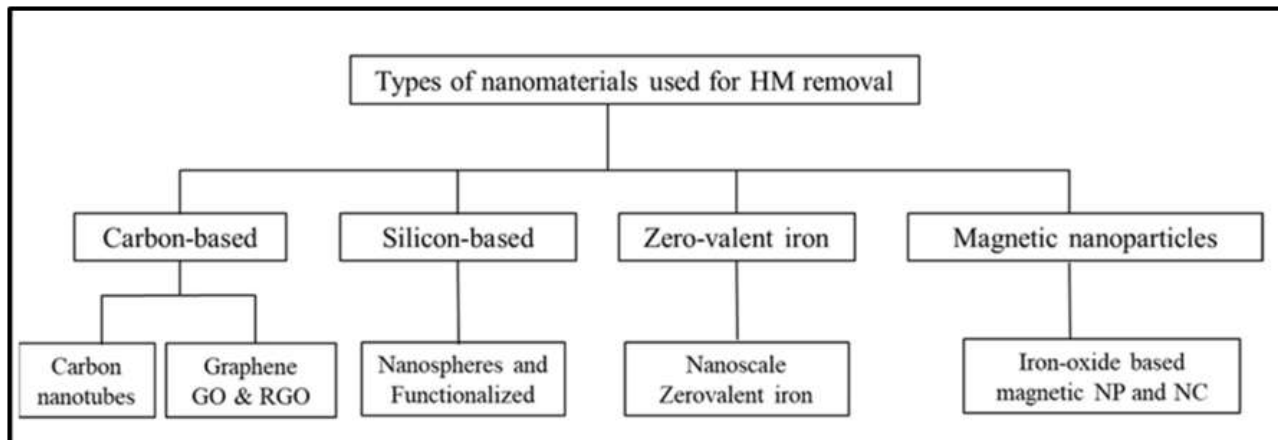 Types of nanomaterials used for HM removal
Carbon-based
Silicon-based
Zero-valent iron
Magnetic nanoparticles
Carbon
nanotubes
Graphene
GO & RGO
Nanospheres and
Functionalized
Nanoscale
Zerovalent iron
Iron-oxide based
magnetic NP and NC